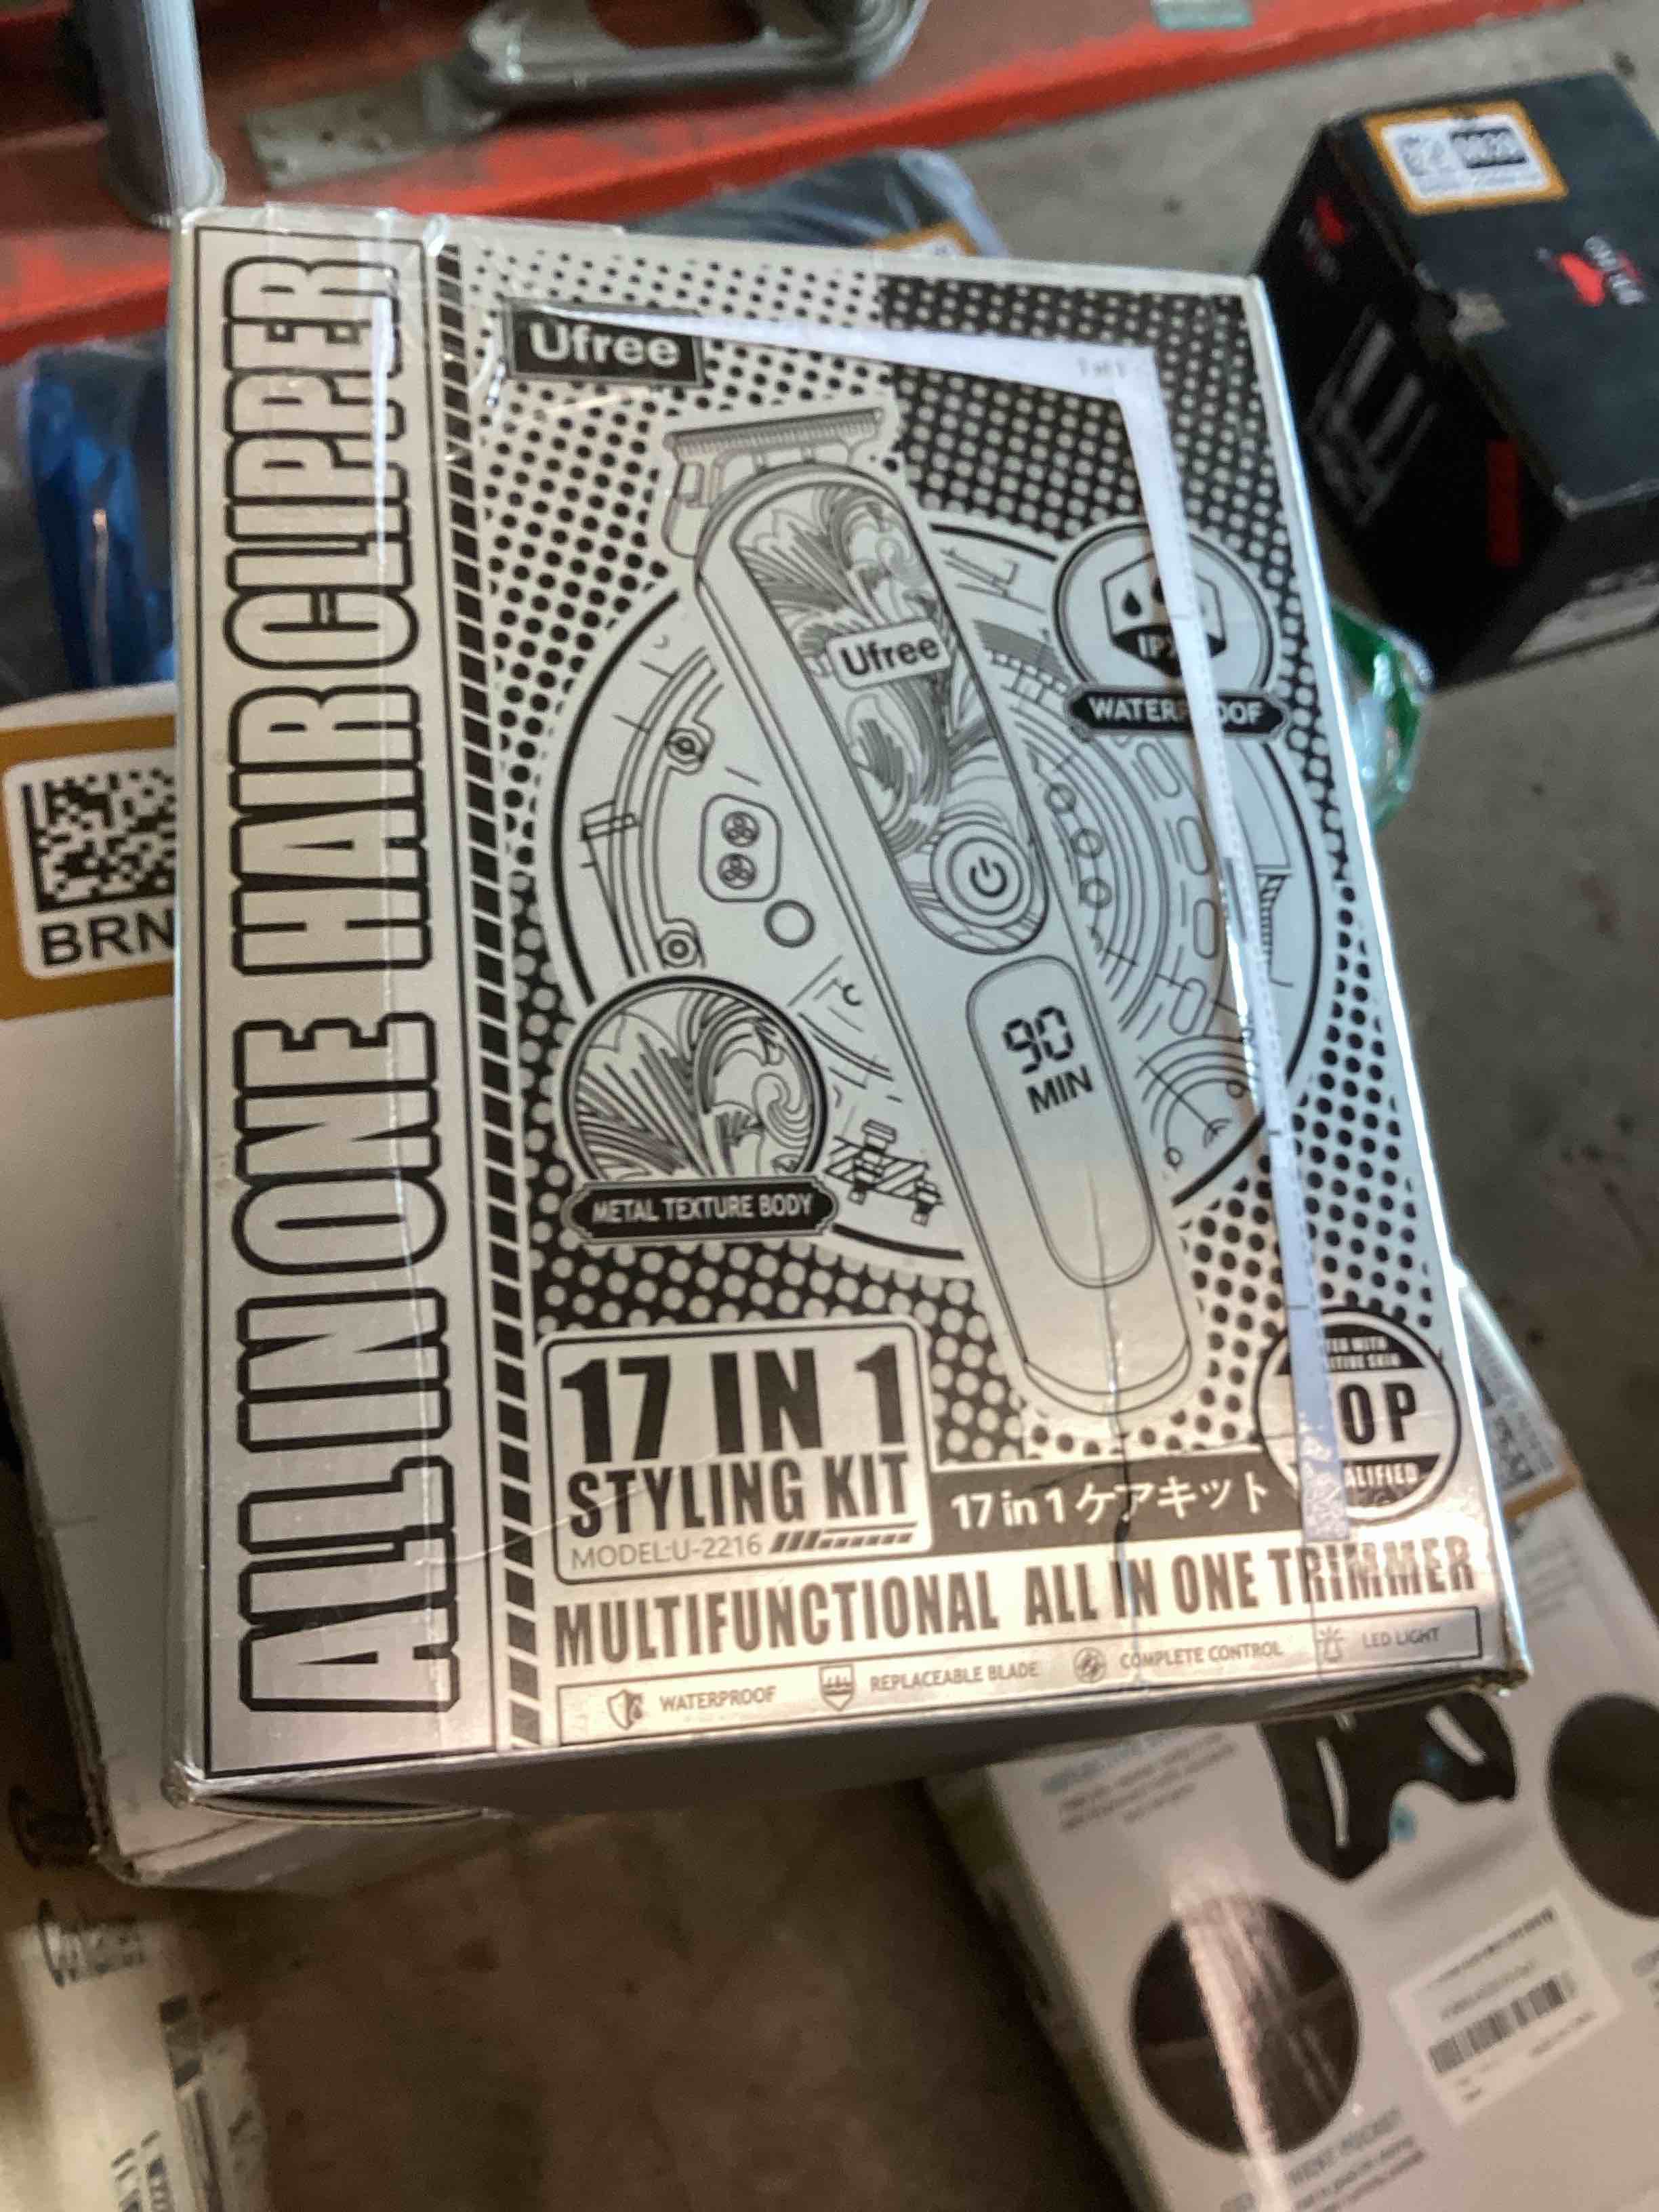 ALL IN ONE HAIR CLIPPER
Ufree
Ufree
WATERPROOF
90
MIN
METAL TEXTURE BODY
17 IN 1
STYLING KIT
MODEL:U-2216
17 in 1 ケアキット
OP
ALIFIED
MULTIFUNCTIONAL ALL IN ONE TRIMMER
WATERPROOF
REPLACEABLE BLADE
COMPLETE CONTROL
LED LIGHT
BRN